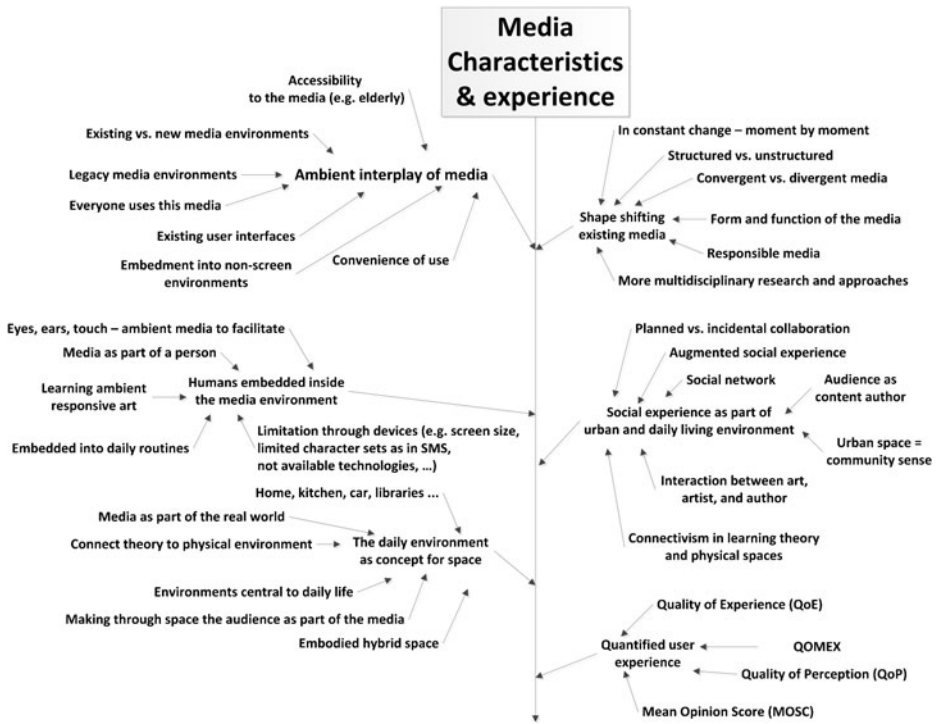 Media
Characteristics
& experience
Accessibility
to the media (e.g. elderly)
Existing vs. new media environments
Legacy media environments
Ambient interplay of media
Everyone uses this media
Existing user interfaces
Embedment into non-screen
environments
Convenience of use
In constant change – moment by moment
Structured vs. unstructured
Convergent vs. divergent media
Shape shifting
existing media
Form and function of the media
Responsible media
More multidisciplinary research and approaches
Eyes, ears, touch – ambient media to facilitate
Media as part of a person
Learning ambient
responsive art
Humans embedded inside
the media environment
Embedded into daily routines
Limitation through devices (e.g. screen size,
limited character sets as in SMS,
not available technologies, …)
Planned vs. incidental collaboration
Augmented social experience
Social network
Audience as
content author
Social experience as part of
urban and daily living environment
Urban space =
community sense
Interaction between art,
artist, and author
Connectivism in learning theory
and physical spaces
Home, kitchen, car, libraries ...
Media as part of the real world
Connect theory to physical environment
The daily environment
as concept for space
Environments central to daily life
Making through space the audience as part of the media
Embodied hybrid space
Quality of Experience (QoE)
Quantified user
experience
QOMEX
Quality of Perception (QoP)
Mean Opinion Score (MOSC)